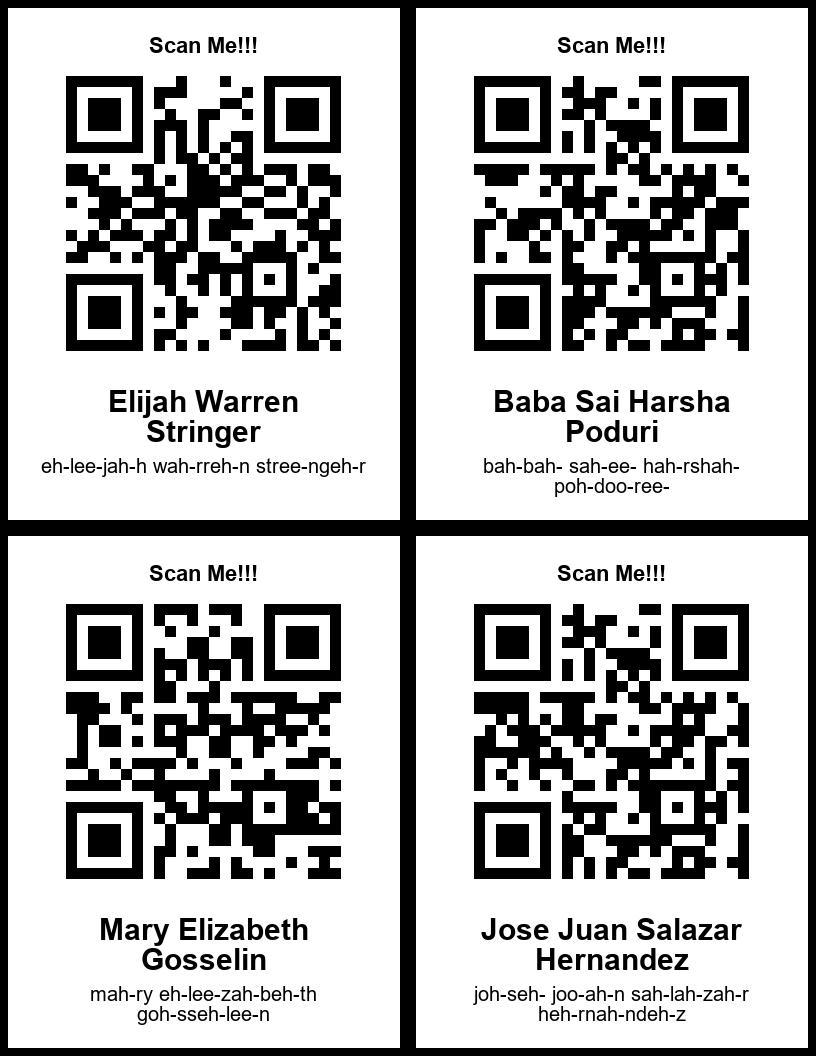 Scan Me!!!
Elijah Warren
Stringer
eh-lee-jah-h wah-rreh-n stree-ngeh-r
Scan Me!!!
Baba Sai Harsha
Poduri
bah-bah- sah-ee- hah-rshah-
poh-doo-ree-
Scan Me!!!
Mary Elizabeth
Gosselin
mah-ry eh-lee-zah-beh-th
goh-sseh-lee-n
Scan Me!!!
Jose Juan Salazar
Hernandez
joh-seh- joo-ah-n sah-lah-zah-r
heh-rnah-ndeh-z